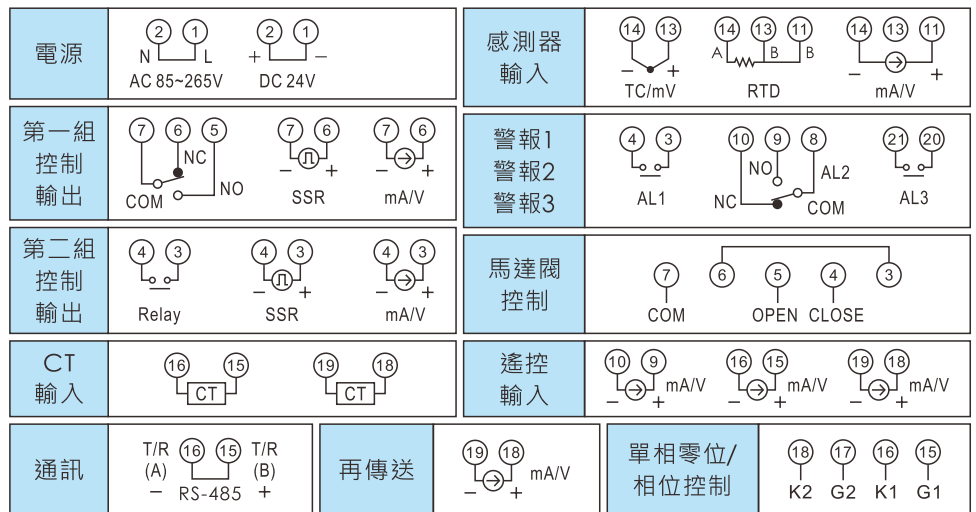 電源
2 1
N L
AC 85~265V
2 1
+ −
DC 24V
感測器
輸入
14 13
− +
TC/mV
14 13 11
A B B
RTD
14 13 11
− +
mA/V
第一組
控制
輸出
7 6 5
NC
COM NO
7 6
− +
SSR
7 6
− +
mA/V
警報1
警報2
警報3
4 3
AL1
10 9 8
NO AL2
NC COM
21 20
AL3
第二組
控制
輸出
4 3
Relay
4 3
− +
SSR
4 3
− +
mA/V
馬達閥
控制
7 6 5 4 3
COM OPEN CLOSE
CT
輸入
16 15
CT
19 18
CT
遙控
輸入
10 9
− +
mA/V
16 15
− +
mA/V
19 18
− +
mA/V
通訊
T/R 16 15 T/R
(A) (B)
− RS-485 +
再傳送
19 18
− +
mA/V
單相零位/
相位控制
18 17 16 15
K2 G2 K1 G1